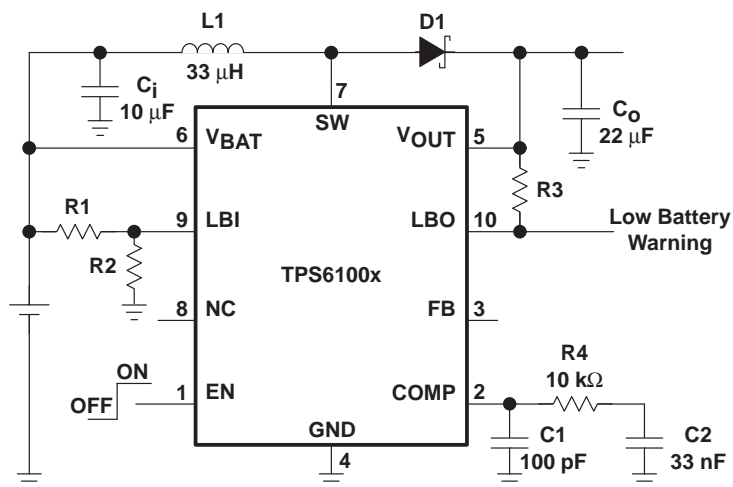 L1
D1
33 μH
Ci
10 μF
7
SW
Co
22 μF
6
VBAT
VOUT
5
R3
R1
9
LBI
LBO
10
Low Battery
Warning
R2
TPS6100x
8
NC
FB
3
R4
10 kΩ
ON
OFF
1
EN
COMP
2
GND
4
C1
100 pF
C2
33 nF